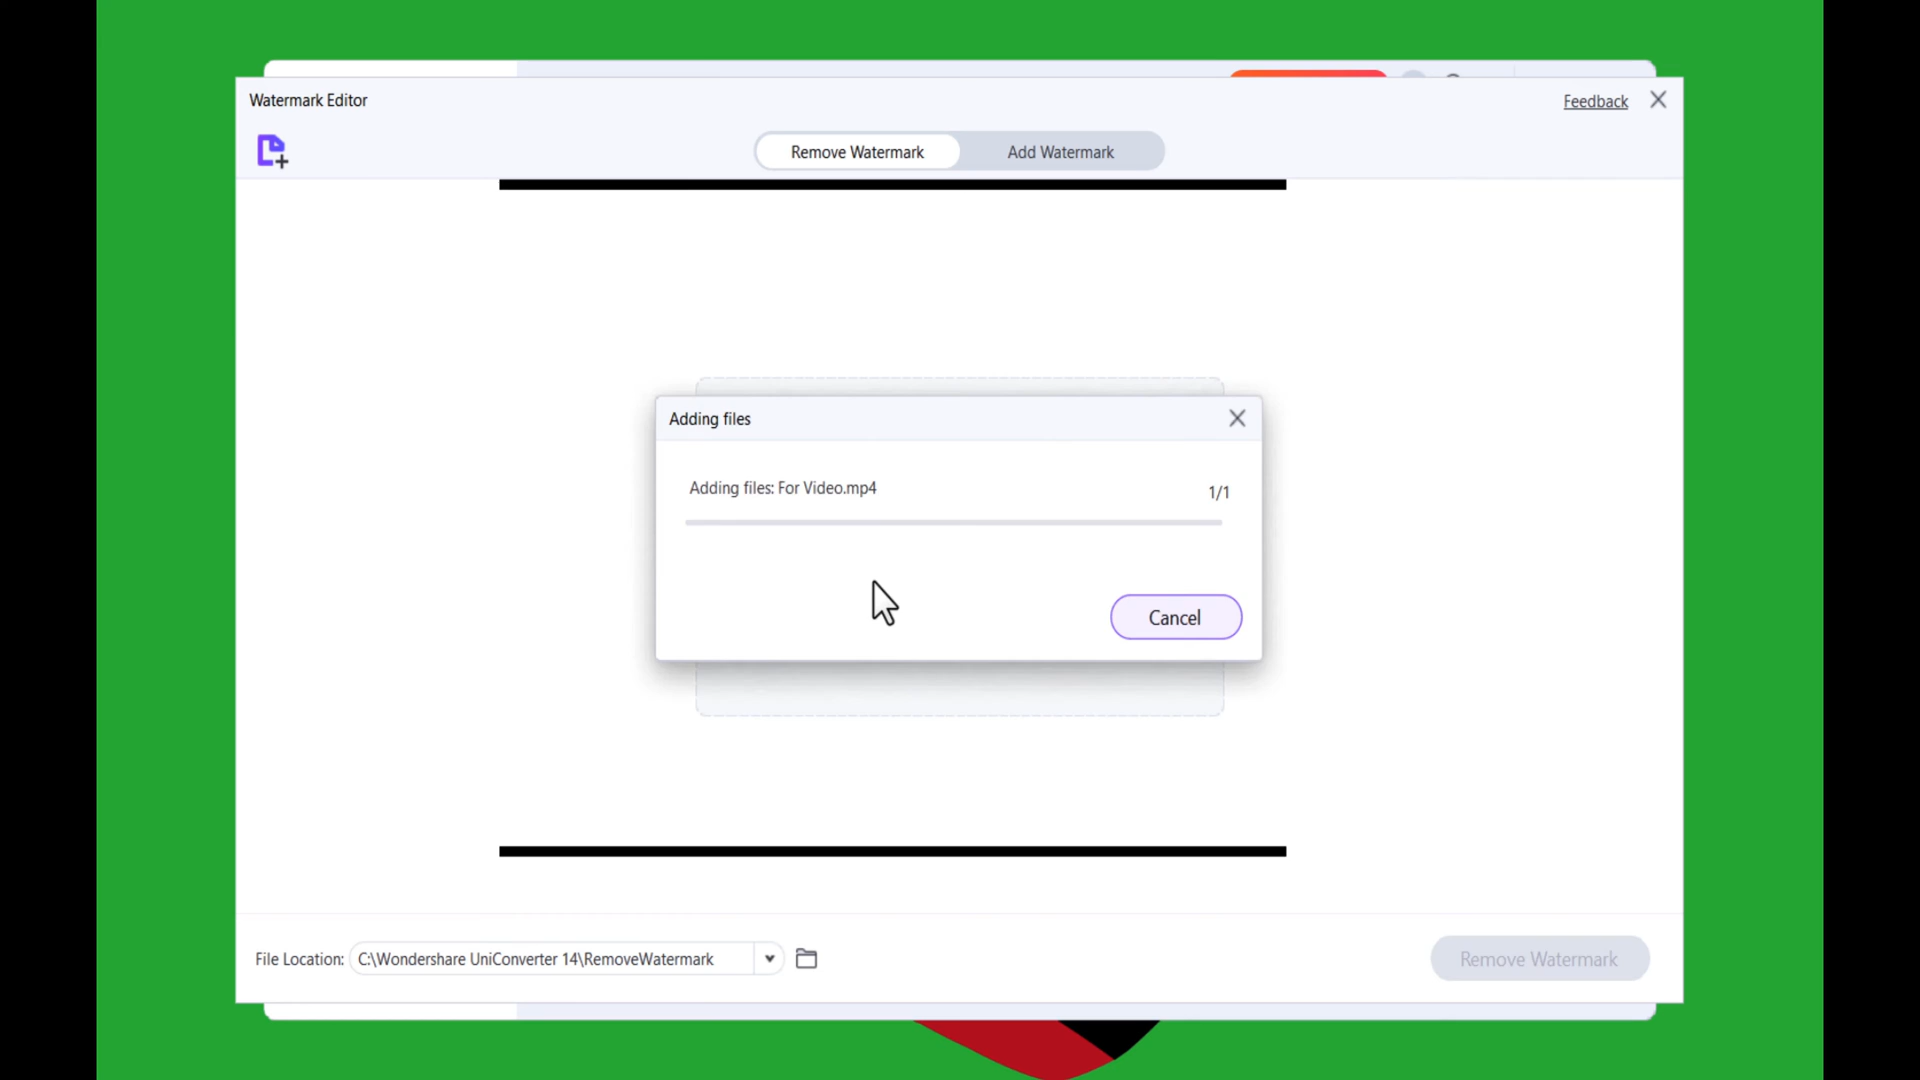 Watermark Editor
Feedback
Remove Watermark
Add Watermark
Adding files
Adding files: For Video.mp4
1/1
Cancel
File Location:
C:\Wondershare UniConverter 14\RemoveWatermark
Remove Watermark